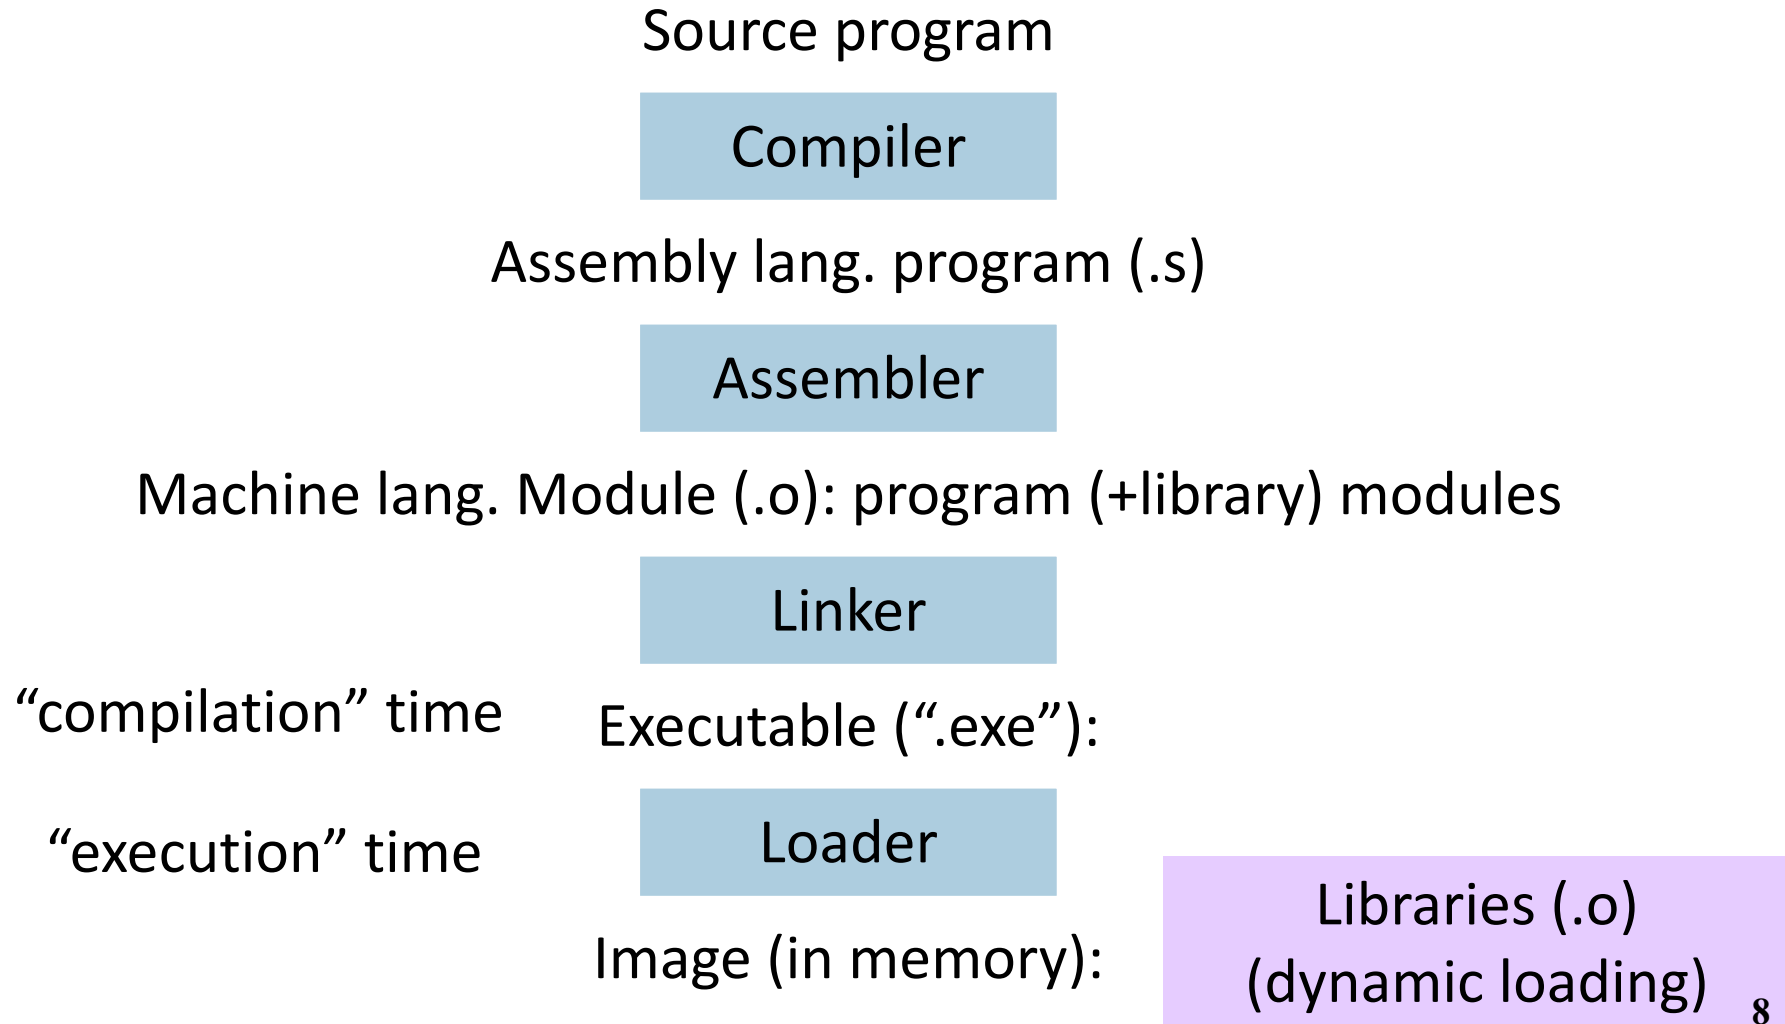 Source program
Compiler
Assembly lang. program (.s)
Assembler
Machine lang. Module (.o): program (+library) modules
Linker
“compilation” time
Executable (“.exe”):
“execution” time
Loader
Image (in memory):
Libraries (.o)
(dynamic loading)
8